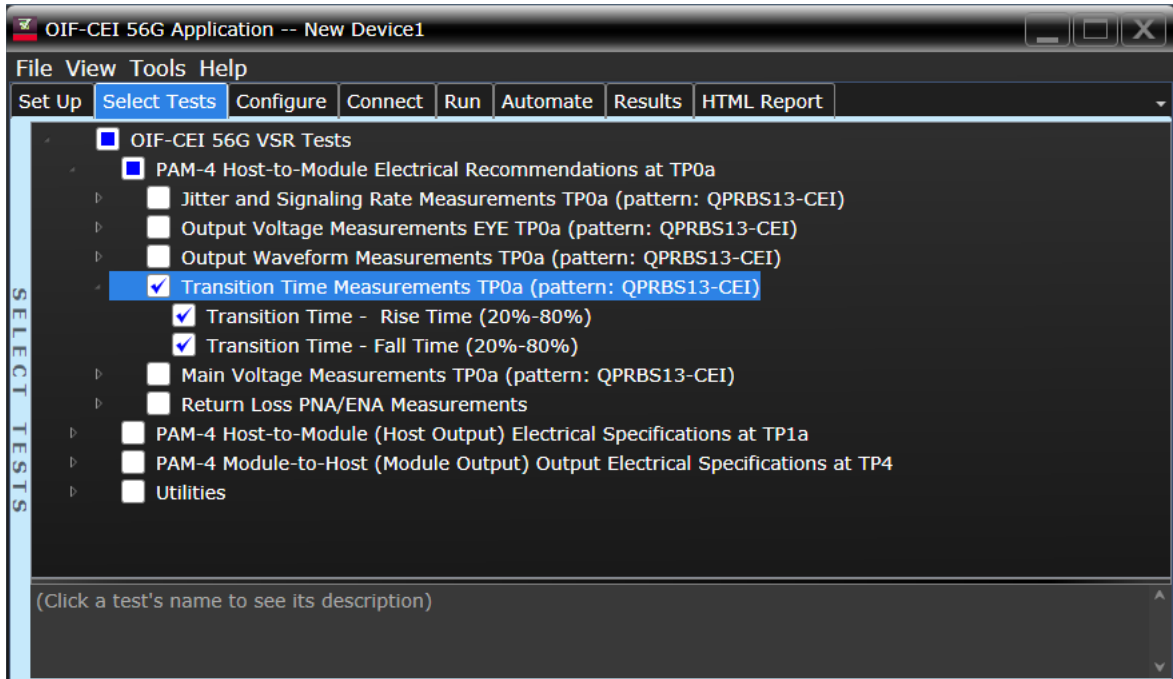 OIF-CEI 56G Application -- New Device1
File View Tools Help
Set Up Select Tests Configure Connect Run Automate Results HTML Report
SELECT TESTS
OIF-CEI 56G VSR Tests
PAM-4 Host-to-Module Electrical Recommendations at TP0a
Jitter and Signaling Rate Measurements TP0a (pattern: QPRBS13-CEI)
Output Voltage Measurements EYE TP0a (pattern: QPRBS13-CEI)
Output Waveform Measurements TP0a (pattern: QPRBS13-CEI)
Transition Time Measurements TP0a (pattern: QPRBS13-CEI)
Transition Time - Rise Time (20%-80%)
Transition Time - Fall Time (20%-80%)
Main Voltage Measurements TP0a (pattern: QPRBS13-CEI)
Return Loss PNA/ENA Measurements
PAM-4 Host-to-Module (Host Output) Electrical Specifications at TP1a
PAM-4 Module-to-Host (Module Output) Output Electrical Specifications at TP4
Utilities
(Click a test's name to see its description)